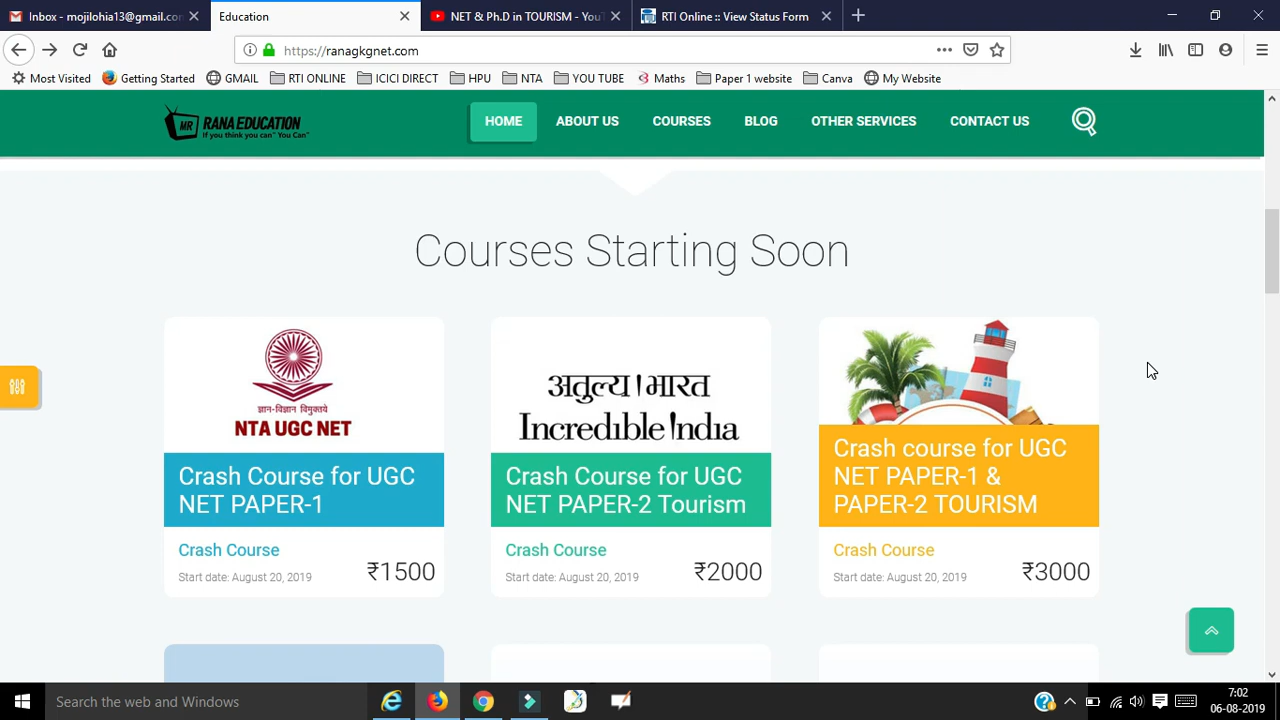 Inbox - mojilohia13@gmail.com
Education
NET & Ph.D in TOURISM - YouT
RTI Online :: View Status Form
https://ranagkgnet.com
Most Visited
Getting Started
GMAIL
RTI ONLINE
ICICI DIRECT
HPU
NTA
YOU TUBE
Maths
Paper 1 website
Canva
My Website
MR RANA EDUCATION
If you think you can" You Can"
HOME
ABOUT US
COURSES
BLOG
OTHER SERVICES
CONTACT US
Courses Starting Soon
ज्ञान-विज्ञान विमुक्तये
NTA UGC NET
Crash Course for UGC
NET PAPER-1
Crash Course
Start date: August 20, 2019
₹1500
अतुल्य ! भारत
Incredible !ndia
Crash Course for UGC
NET PAPER-2 Tourism
Crash Course
Start date: August 20, 2019
₹2000
Crash course for UGC
NET PAPER-1 &
PAPER-2 TOURISM
Crash Course
Start date: August 20, 2019
₹3000
Search the web and Windows
7:02
06-08-2019